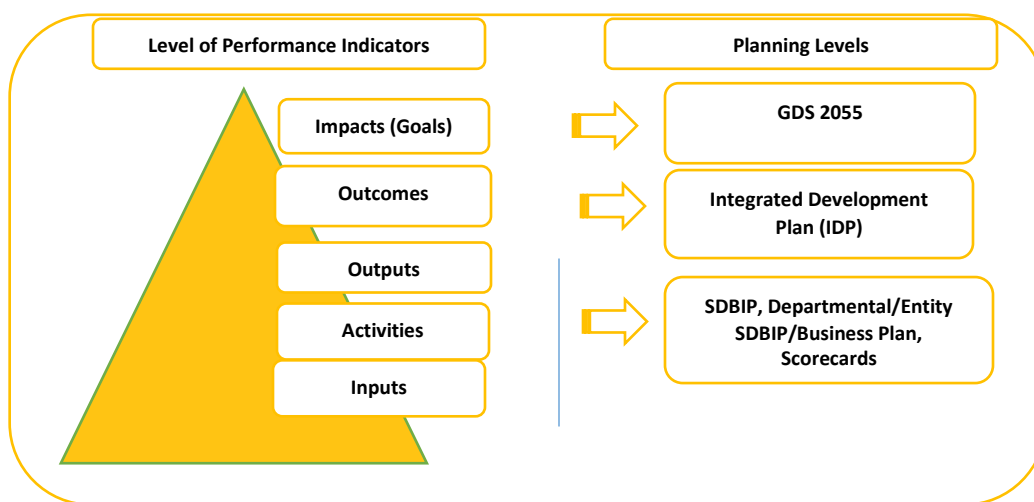 Level of Performance Indicators
Planning Levels
Impacts (Goals)
GDS 2055
Outcomes
Integrated Development
Plan (IDP)
Outputs
SDBIP, Departmental/Entity
SDBIP/Business Plan,
Scorecards
Activities
Inputs